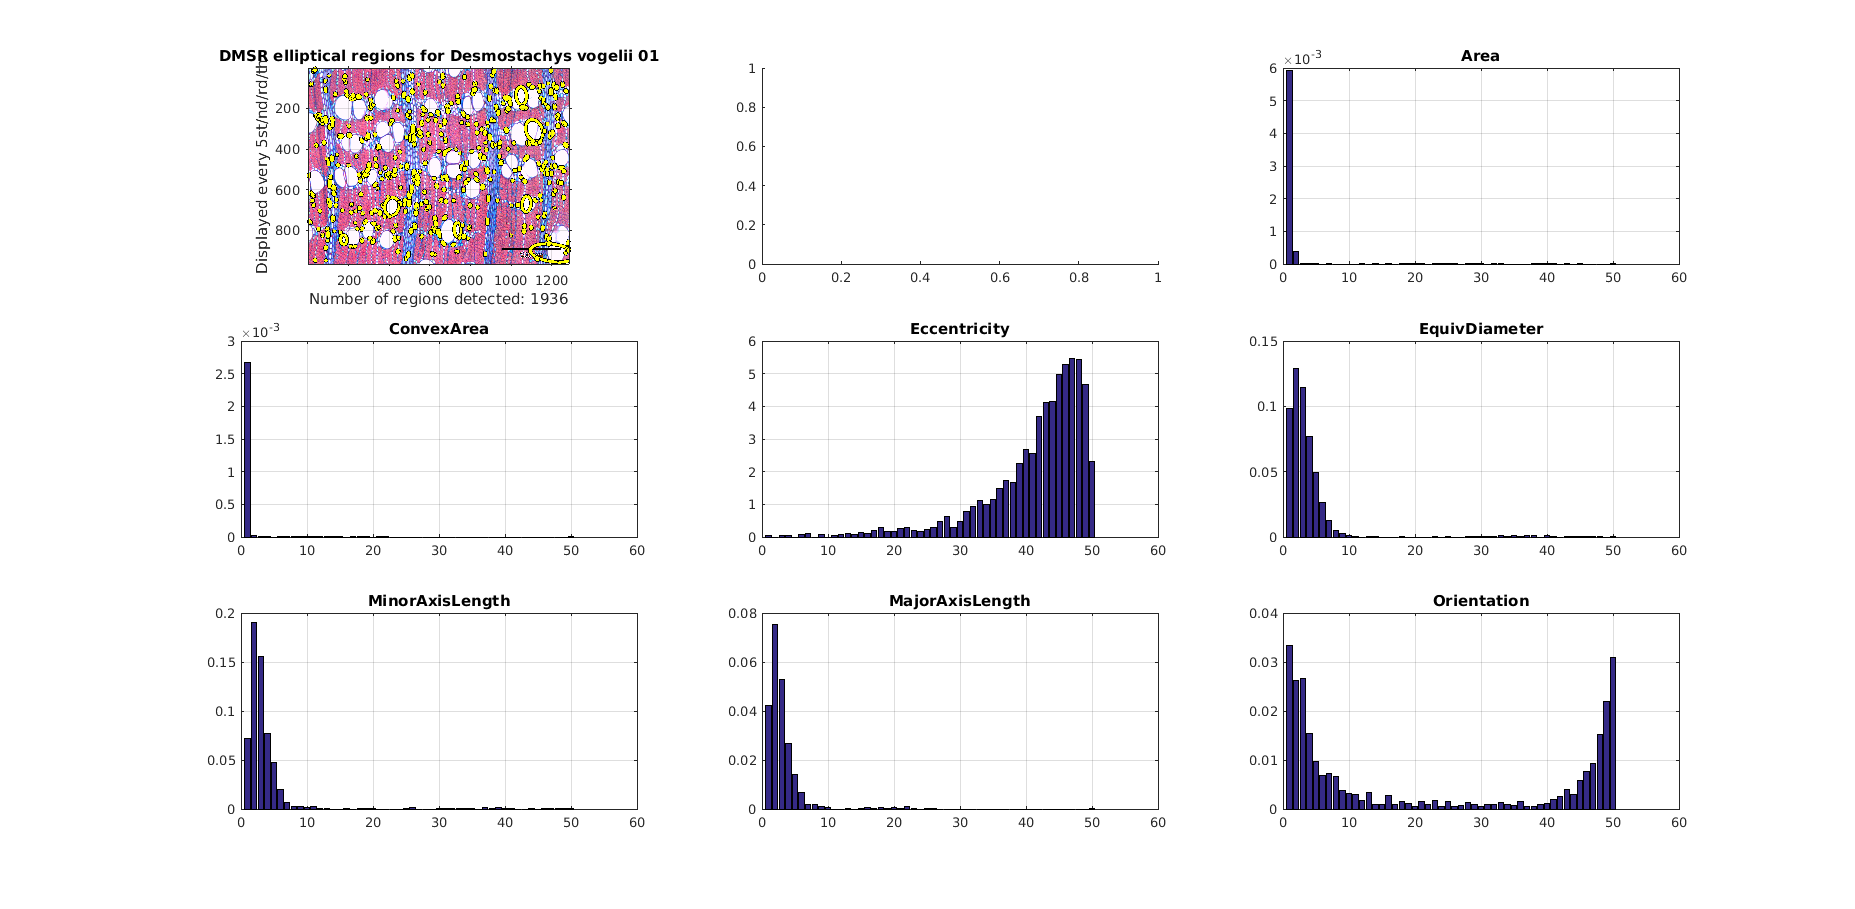 DMSR elliptical regions for Desmostachys vogelii 01
Displayed every 5st/nd/rd/th
200
400
600
800
200 400 600 800 1000 1200
Number of regions detected: 1936
1
0.8
0.6
0.4
0.2
0
0 0.2 0.4 0.6 0.8 1
Area
×10-3
6
5
4
3
2
1
0
0 10 20 30 40 50 60
ConvexArea
×10-3
3
2.5
2
1.5
1
0.5
0
0 10 20 30 40 50 60
Eccentricity
6
5
4
3
2
1
0
0 10 20 30 40 50 60
EquivDiameter
0.15
0.1
0.05
0
0 10 20 30 40 50 60
MinorAxisLength
0.2
0.15
0.1
0.05
0
0 10 20 30 40 50 60
MajorAxisLength
0.08
0.06
0.04
0.02
0
0 10 20 30 40 50 60
Orientation
0.04
0.03
0.02
0.01
0
0 10 20 30 40 50 60